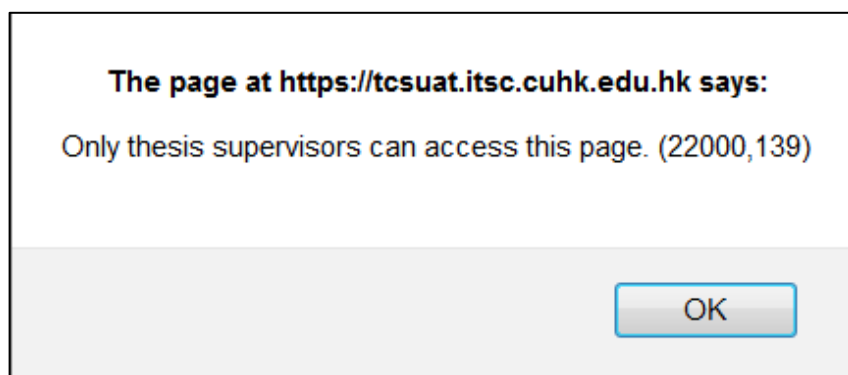 The page at https://tcsuat.itsc.cuhk.edu.hk says:
Only thesis supervisors can access this page. (22000,139)
OK